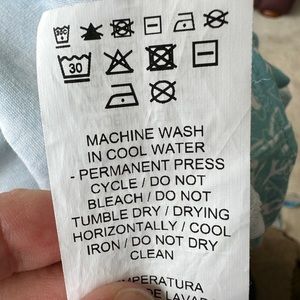 30
MACHINE WASH
IN COOL WATER
- PERMANENT PRESS
CYCLE / DO NOT
BLEACH / DO NOT
TUMBLE DRY / DRYING
HORIZONTALLY / COOL
IRON / DO NOT DRY
CLEAN